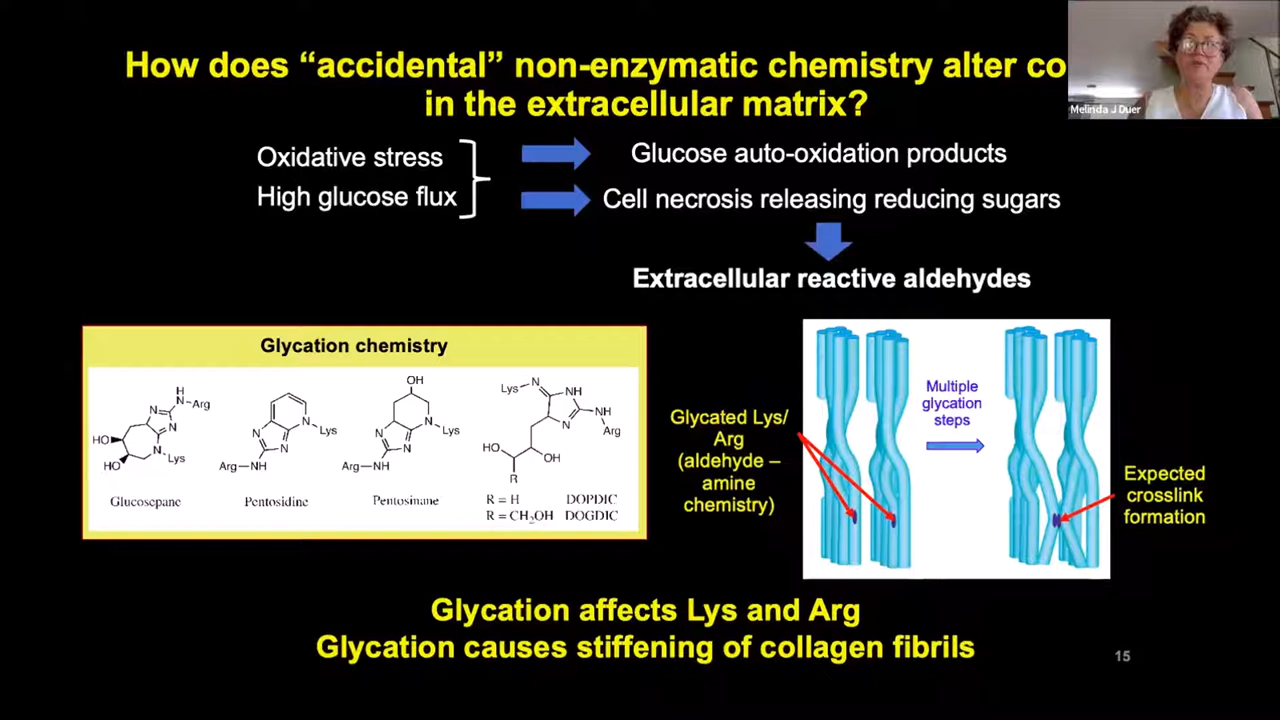 How does “accidental” non-enzymatic chemistry alter co
in the extracellular matrix?
Melinda J Duer
Oxidative stress
High glucose flux
Glucose auto-oxidation products
Cell necrosis releasing reducing sugars
Extracellular reactive aldehydes
Glycation chemistry
H
N
Arg
N
N
N
Lys
HO
HO
Glucosepane
N
Lys
N
N
Arg
NH
Pentosidine
OH
N
Lys
N
N
Arg
NH
Pentosinane
Lys
N
NH
N
NH
Arg
HO
OH
R
R = H DOPDIC
R = CH2OH DOGDIC
Glycated Lys/
Arg
(aldehyde –
amine
chemistry)
Multiple
glycation
steps
Expected
crosslink
formation
Glycation affects Lys and Arg
Glycation causes stiffening of collagen fibrils
15